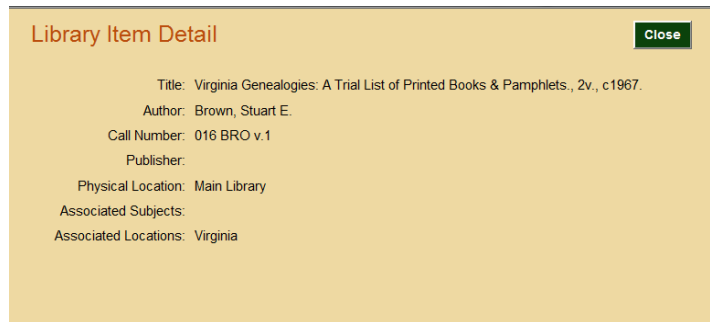 Library Item Detail
Close
Title: Virginia Genealogies: A Trial List of Printed Books & Pamphlets., 2v., c1967.
Author: Brown, Stuart E.
Call Number: 016 BRO v.1
Publisher:
Physical Location: Main Library
Associated Subjects:
Associated Locations: Virginia